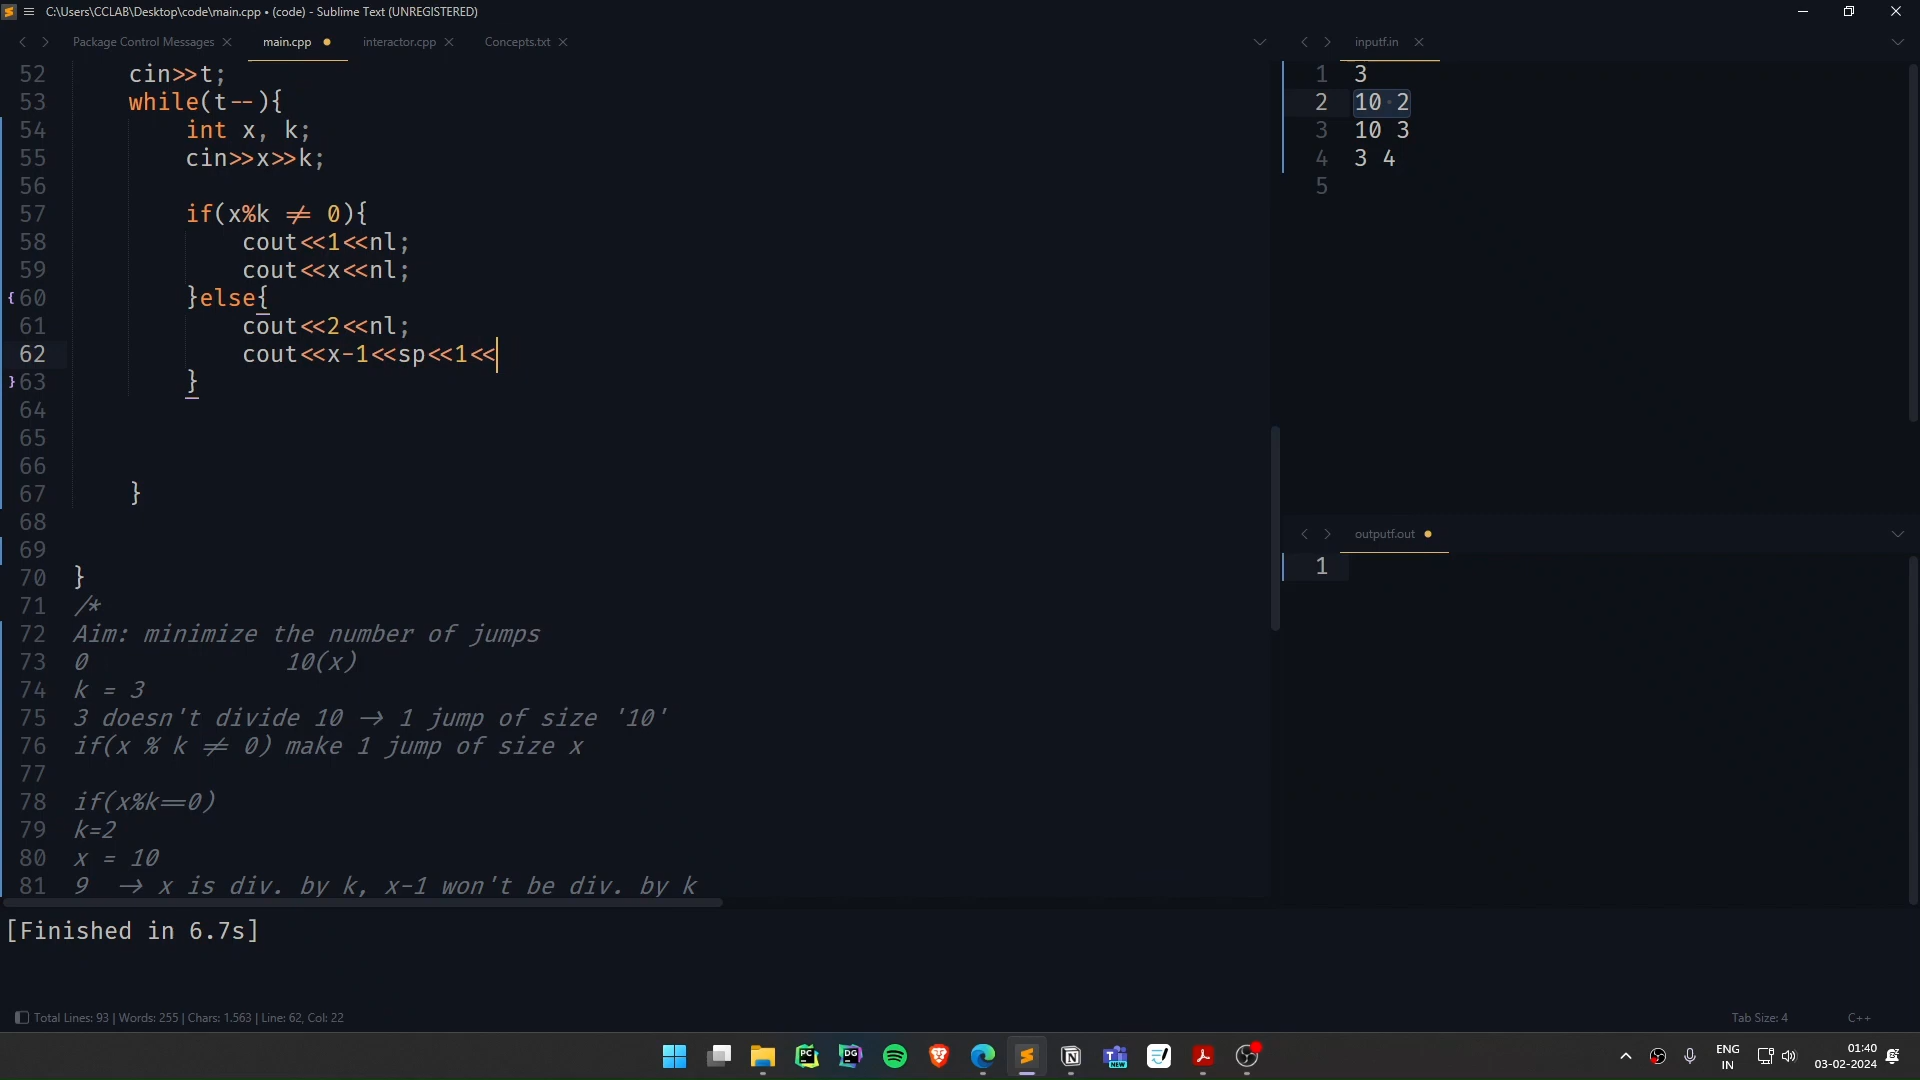 C:\Users\CCLAB\Desktop\code\main.cpp • (code) - Sublime Text (UNREGISTERED)
Package Control Messages
main.cpp
interactor.cpp
Concepts.txt
52 cin>>t;
53 while(t--){
54 int x, k;
55 cin>>x>>k;
56
57 if(x%k != 0){
58 cout<<1<<nl;
59 cout<<x<<nl;
60 }else{
61 cout<<2<<nl;
62 cout<<x-1<<sp<<1<<
63 }
64
65
66
67 }
68
69
70 }
71 /*
72 Aim: minimize the number of jumps
73 0 10(x)
74 k = 3
75 3 doesn't divide 10 -> 1 jump of size '10'
76 if(x % k != 0) make 1 jump of size x
77
78 if(x%k==0)
79 k=2
80 x = 10
81 9 -> x is div. by k, x-1 won't be div. by k
inputf.in
1 3
2 10 2
3 10 3
4 3 4
5
outputf.out
1
[Finished in 6.7s]
Total Lines: 93 | Words: 255 | Chars: 1.563 | Line: 62, Col: 22
Tab Size: 4
C++
PC
DG
NEW
ENG
IN
01:40
03-02-2024